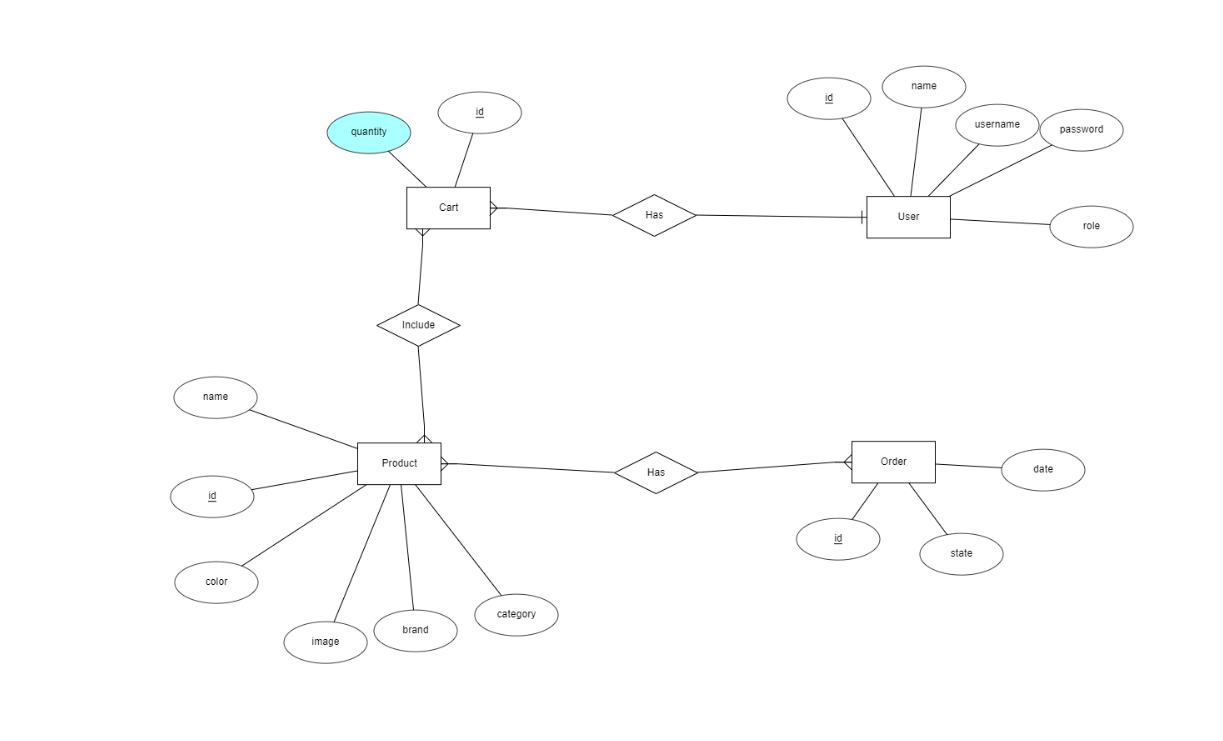 name
id
id
username
quantity
password
Cart
Has
User
role
Include
name
Product
Order
Has
date
id
id
state
color
category
brand
image